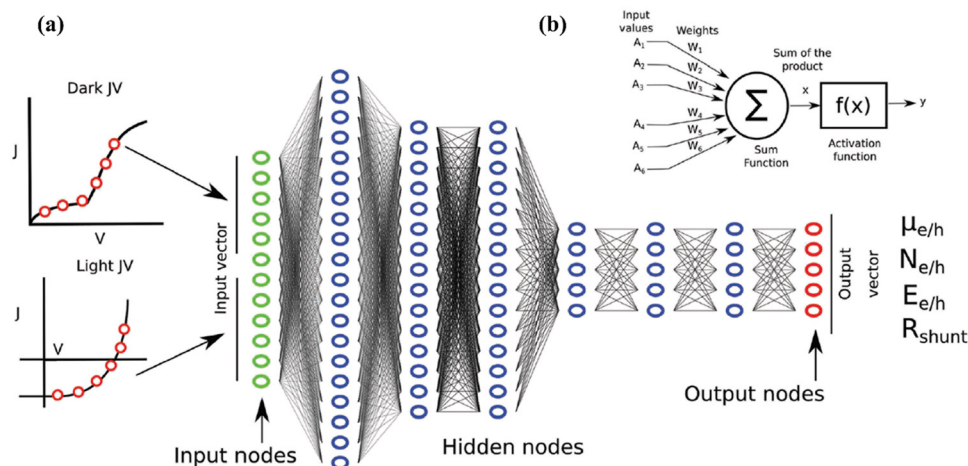 (a)
Dark JV
J
V
Light JV
J
V
Input vector
Input nodes
Hidden nodes
Output nodes
Output
vector
μe/h
Ne/h
Ee/h
Rshunt
(b)
Input
values
Weights
A1
A2
A3
A4
A5
A6
W1
W2
W3
W4
W5
W6
Σ
Sum
Function
Sum of the
product
x
f(x)
Activation
function
y